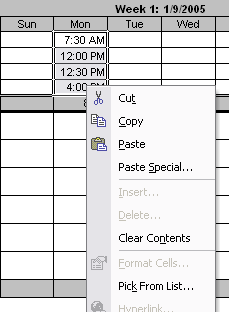 Week 1: 1/9/2005
Sun Mon Tue Wed
7:30 AM
12:00 PM
12:30 PM
4:00 PM
Cut
Copy
Paste
Paste Special...
Insert...
Delete...
Clear Contents
Format Cells...
Pick From List...
Hyperlink...